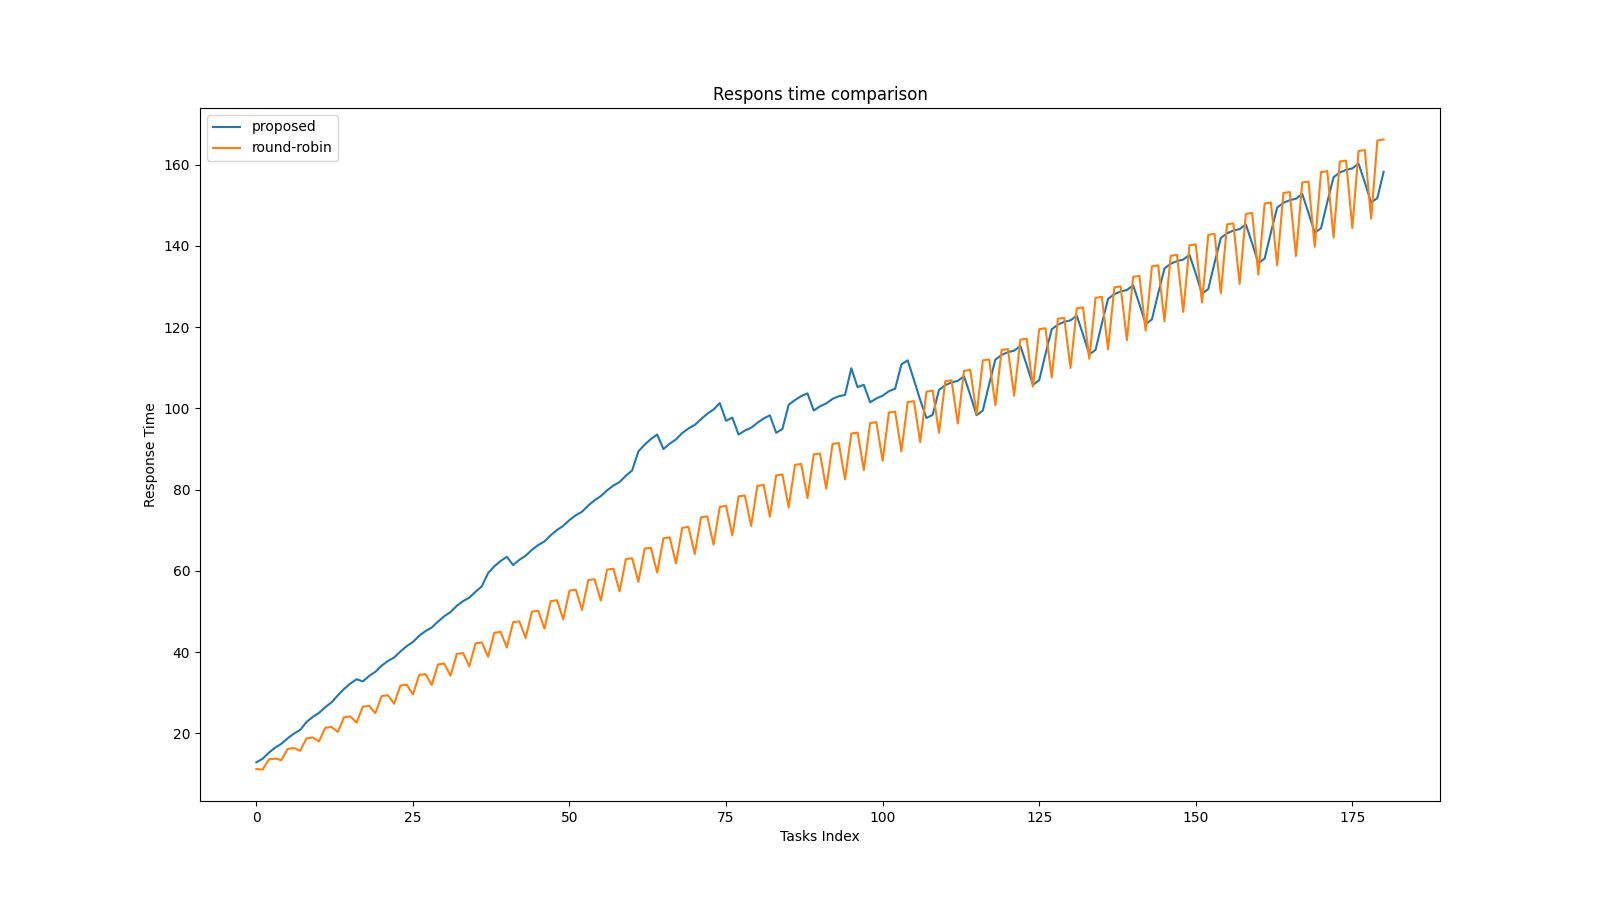 Respons time comparison
proposed
round-robin
160
140
120
100
80
60
40
20
Response Time
0 25 50 75 100 125 150 175
Tasks Index